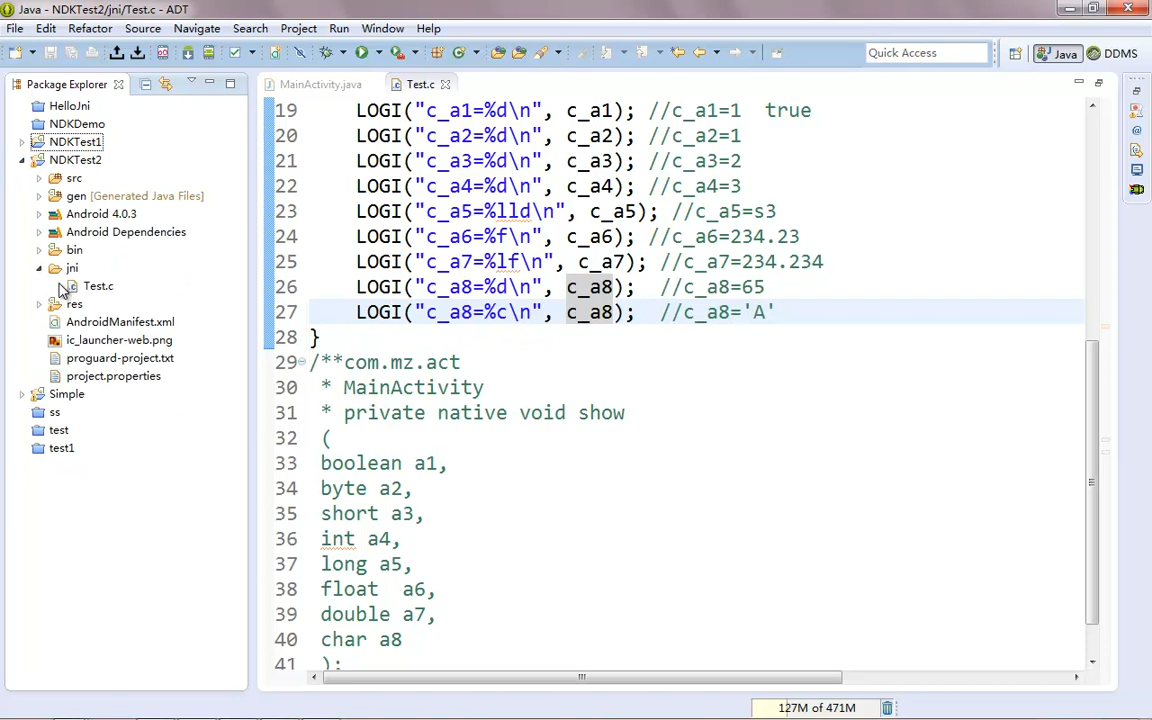 Java - NDKTest2/jni/Test.c - ADT
File Edit Refactor Source Navigate Search Project Run Window Help
Quick Access
Java
DDMS
Package Explorer
MainActivity.java
Test.c
HelloJni
NDKDemo
NDKTest1
NDKTest2
src
gen [Generated Java Files]
Android 4.0.3
Android Dependencies
bin
jni
Test.c
res
AndroidManifest.xml
ic_launcher-web.png
proguard-project.txt
project.properties
Simple
ss
test
test1
19 LOGI("c_a1=%d\n", c_a1); //c_a1=1  true
20 LOGI("c_a2=%d\n", c_a2); //c_a2=1
21 LOGI("c_a3=%d\n", c_a3); //c_a3=2
22 LOGI("c_a4=%d\n", c_a4); //c_a4=3
23 LOGI("c_a5=%lld\n", c_a5); //c_a5=s3
24 LOGI("c_a6=%f\n", c_a6); //c_a6=234.23
25 LOGI("c_a7=%lf\n", c_a7); //c_a7=234.234
26 LOGI("c_a8=%d\n", c_a8);  //c_a8=65
27 LOGI("c_a8=%c\n", c_a8);  //c_a8='A'
28 }
29 /**com.mz.act
30 * MainActivity
31 * private native void show
32 (
33 boolean a1,
34 byte a2,
35 short a3,
36 int a4,
37 long a5,
38 float  a6,
39 double a7,
40 char a8
41 );
127M of 471M